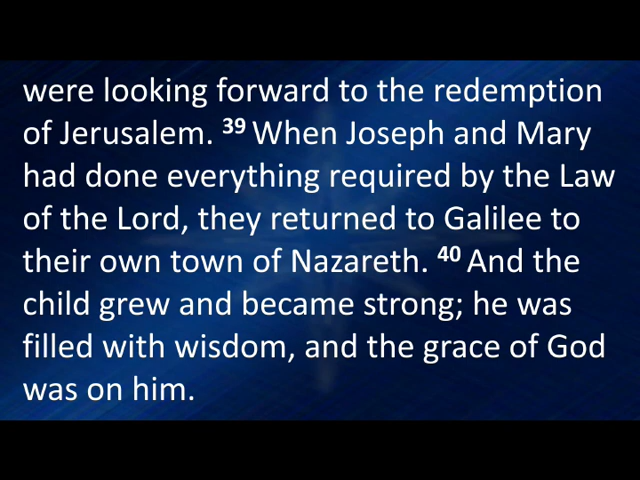 were looking forward to the redemption
of Jerusalem. 39 When Joseph and Mary
had done everything required by the Law
of the Lord, they returned to Galilee to
their own town of Nazareth. 40 And the
child grew and became strong; he was
filled with wisdom, and the grace of God
was on him.